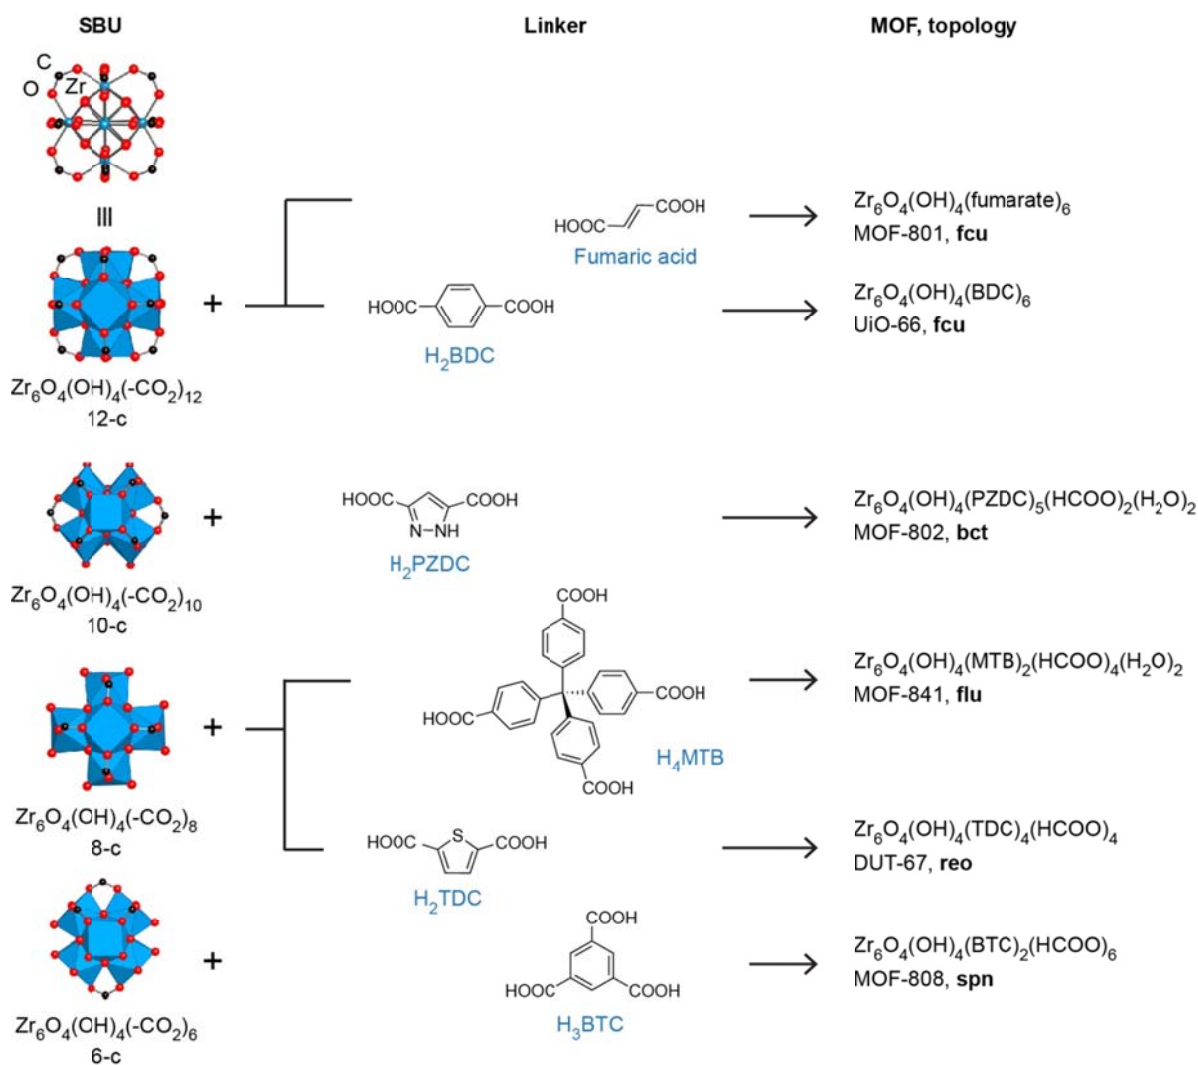 SBU Linker MOF, topology
C
O Zr
COOH
HOOC
Fumaric acid
Zr6O4(OH)4(fumarate)6
MOF-801, fcu
+
HOOC COOH
H2BDC
Zr6O4(OH)4(BDC)6
UiO-66, fcu
Zr6O4(OH)4(-CO2)12
12-c
+
HOOC COOH
N NH
H2PZDC
Zr6O4(OH)4(PZDC)5(HCOO)2(H2O)2
MOF-802, bct
Zr6O4(OH)4(-CO2)10
10-c
+
COOH
COOH
HOOC
COOH
H4MTB
Zr6O4(OH)4(MTB)2(HCOO)4(H2O)2
MOF-841, flu
Zr6O4(OH)4(-CO2)8
8-c
HOOC S COOH
H2TDC
Zr6O4(OH)4(TDC)4(HCOO)4
DUT-67, reo
+
COOH
HOOC COOH
H3BTC
Zr6O4(OH)4(BTC)2(HCOO)6
MOF-808, spn
Zr6O4(OH)4(-CO2)6
6-c